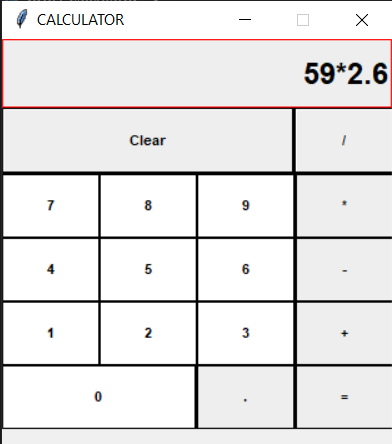 CALCULATOR
59*2.6
Clear /
7 8 9 *
4 5 6 -
1 2 3 +
0 . =